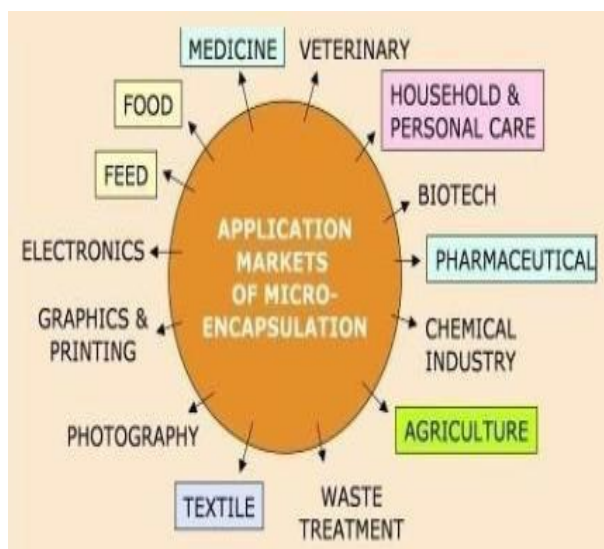 MEDICINE
VETERINARY
HOUSEHOLD &
PERSONAL CARE
BIOTECH
PHARMACEUTICAL
CHEMICAL
INDUSTRY
AGRICULTURE
WASTE
TREATMENT
TEXTILE
PHOTOGRAPHY
GRAPHICS &
PRINTING
ELECTRONICS
FEED
FOOD
APPLICATION
MARKETS
OF MICRO-
ENCAPSULATION